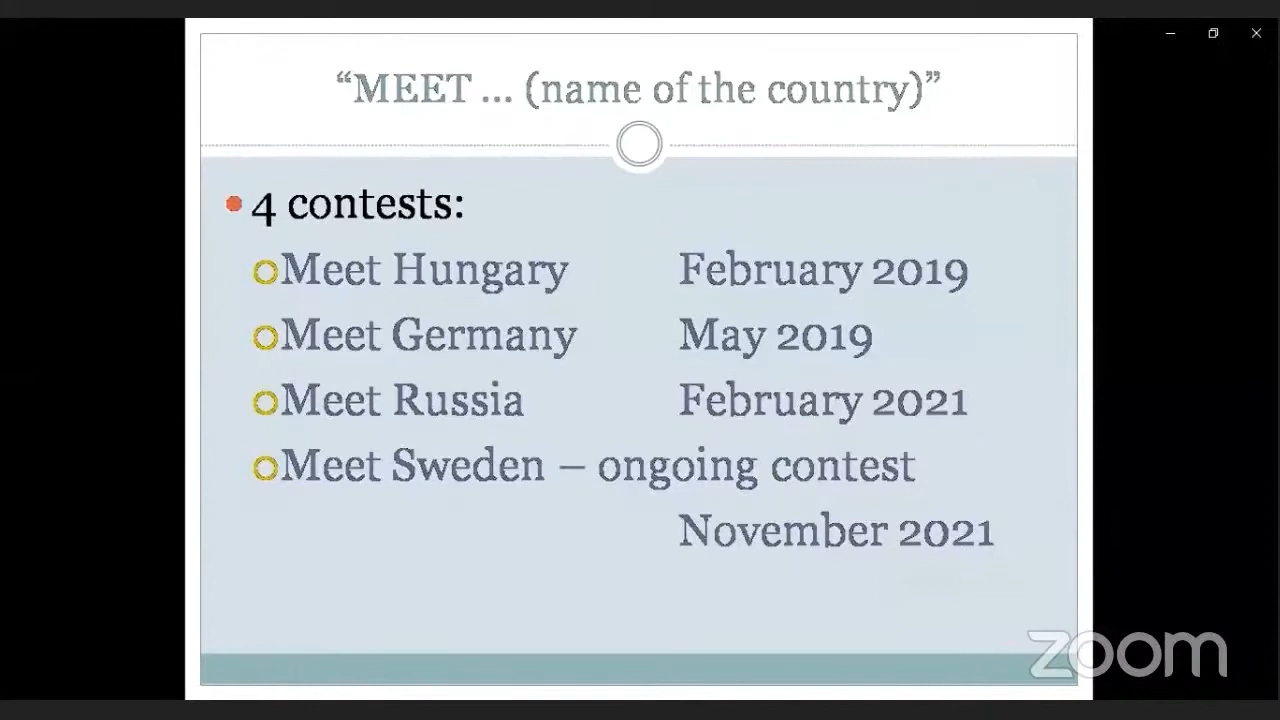 “MEET ... (name of the country)”
4 contests:
Meet Hungary February 2019
Meet Germany May 2019
Meet Russia February 2021
Meet Sweden – ongoing contest
November 2021
zoom